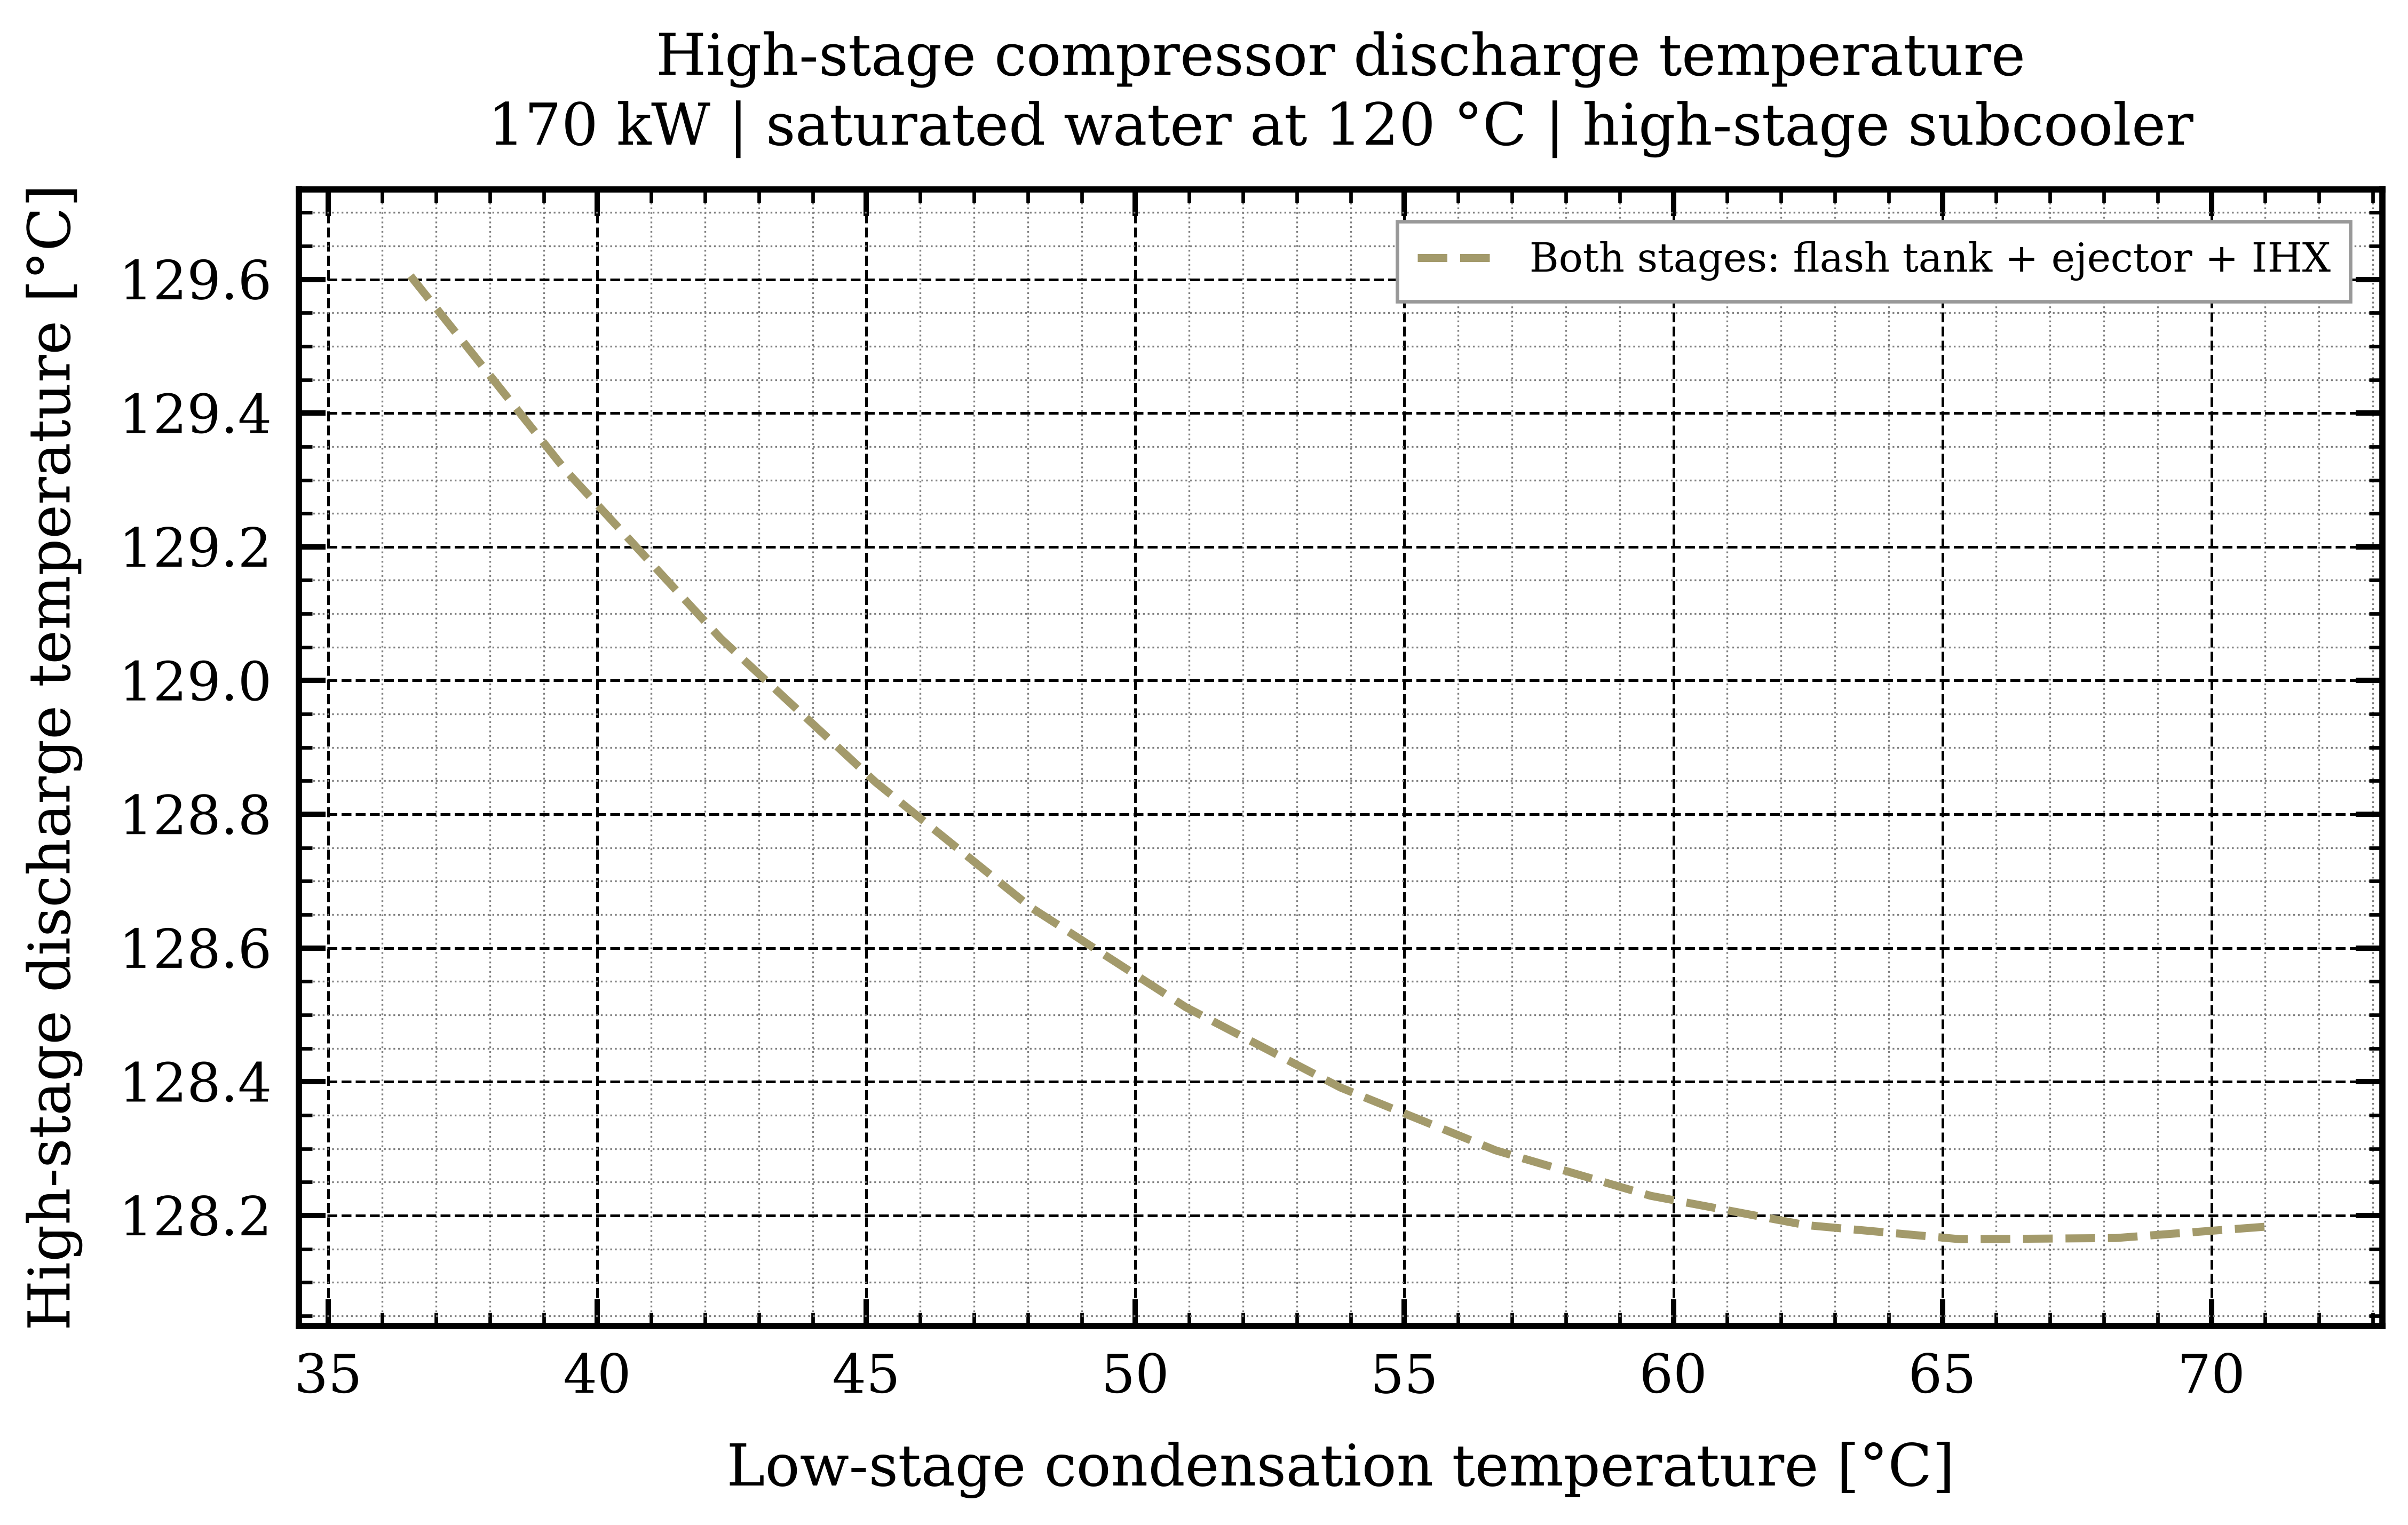 High-stage compressor discharge temperature
170 kW | saturated water at 120 °C | high-stage subcooler
High-stage discharge temperature [°C]
129.6
129.4
129.2
129.0
128.8
128.6
128.4
128.2
Both stages: flash tank + ejector + IHX
35 40 45 50 55 60 65 70
Low-stage condensation temperature [°C]